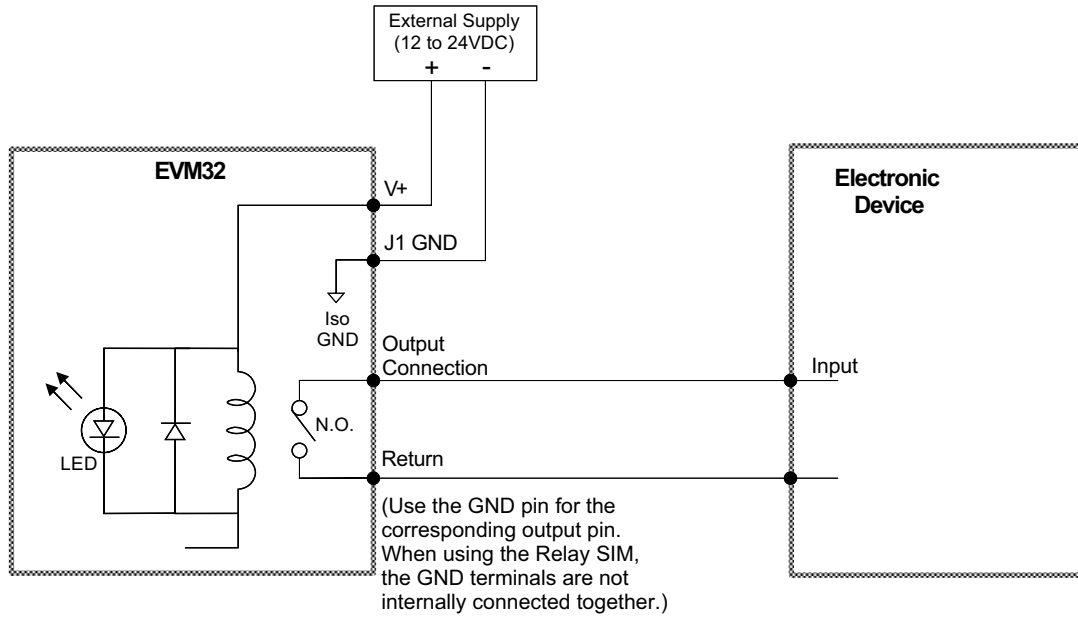 External Supply
(12 to 24VDC)
+ -
EVM32
V+
J1 GND
Iso
GND
Output
Connection
N.O.
LED
Return
(Use the GND pin for the
corresponding output pin.
When using the Relay SIM,
the GND terminals are not
internally connected together.)
Electronic
Device
Input